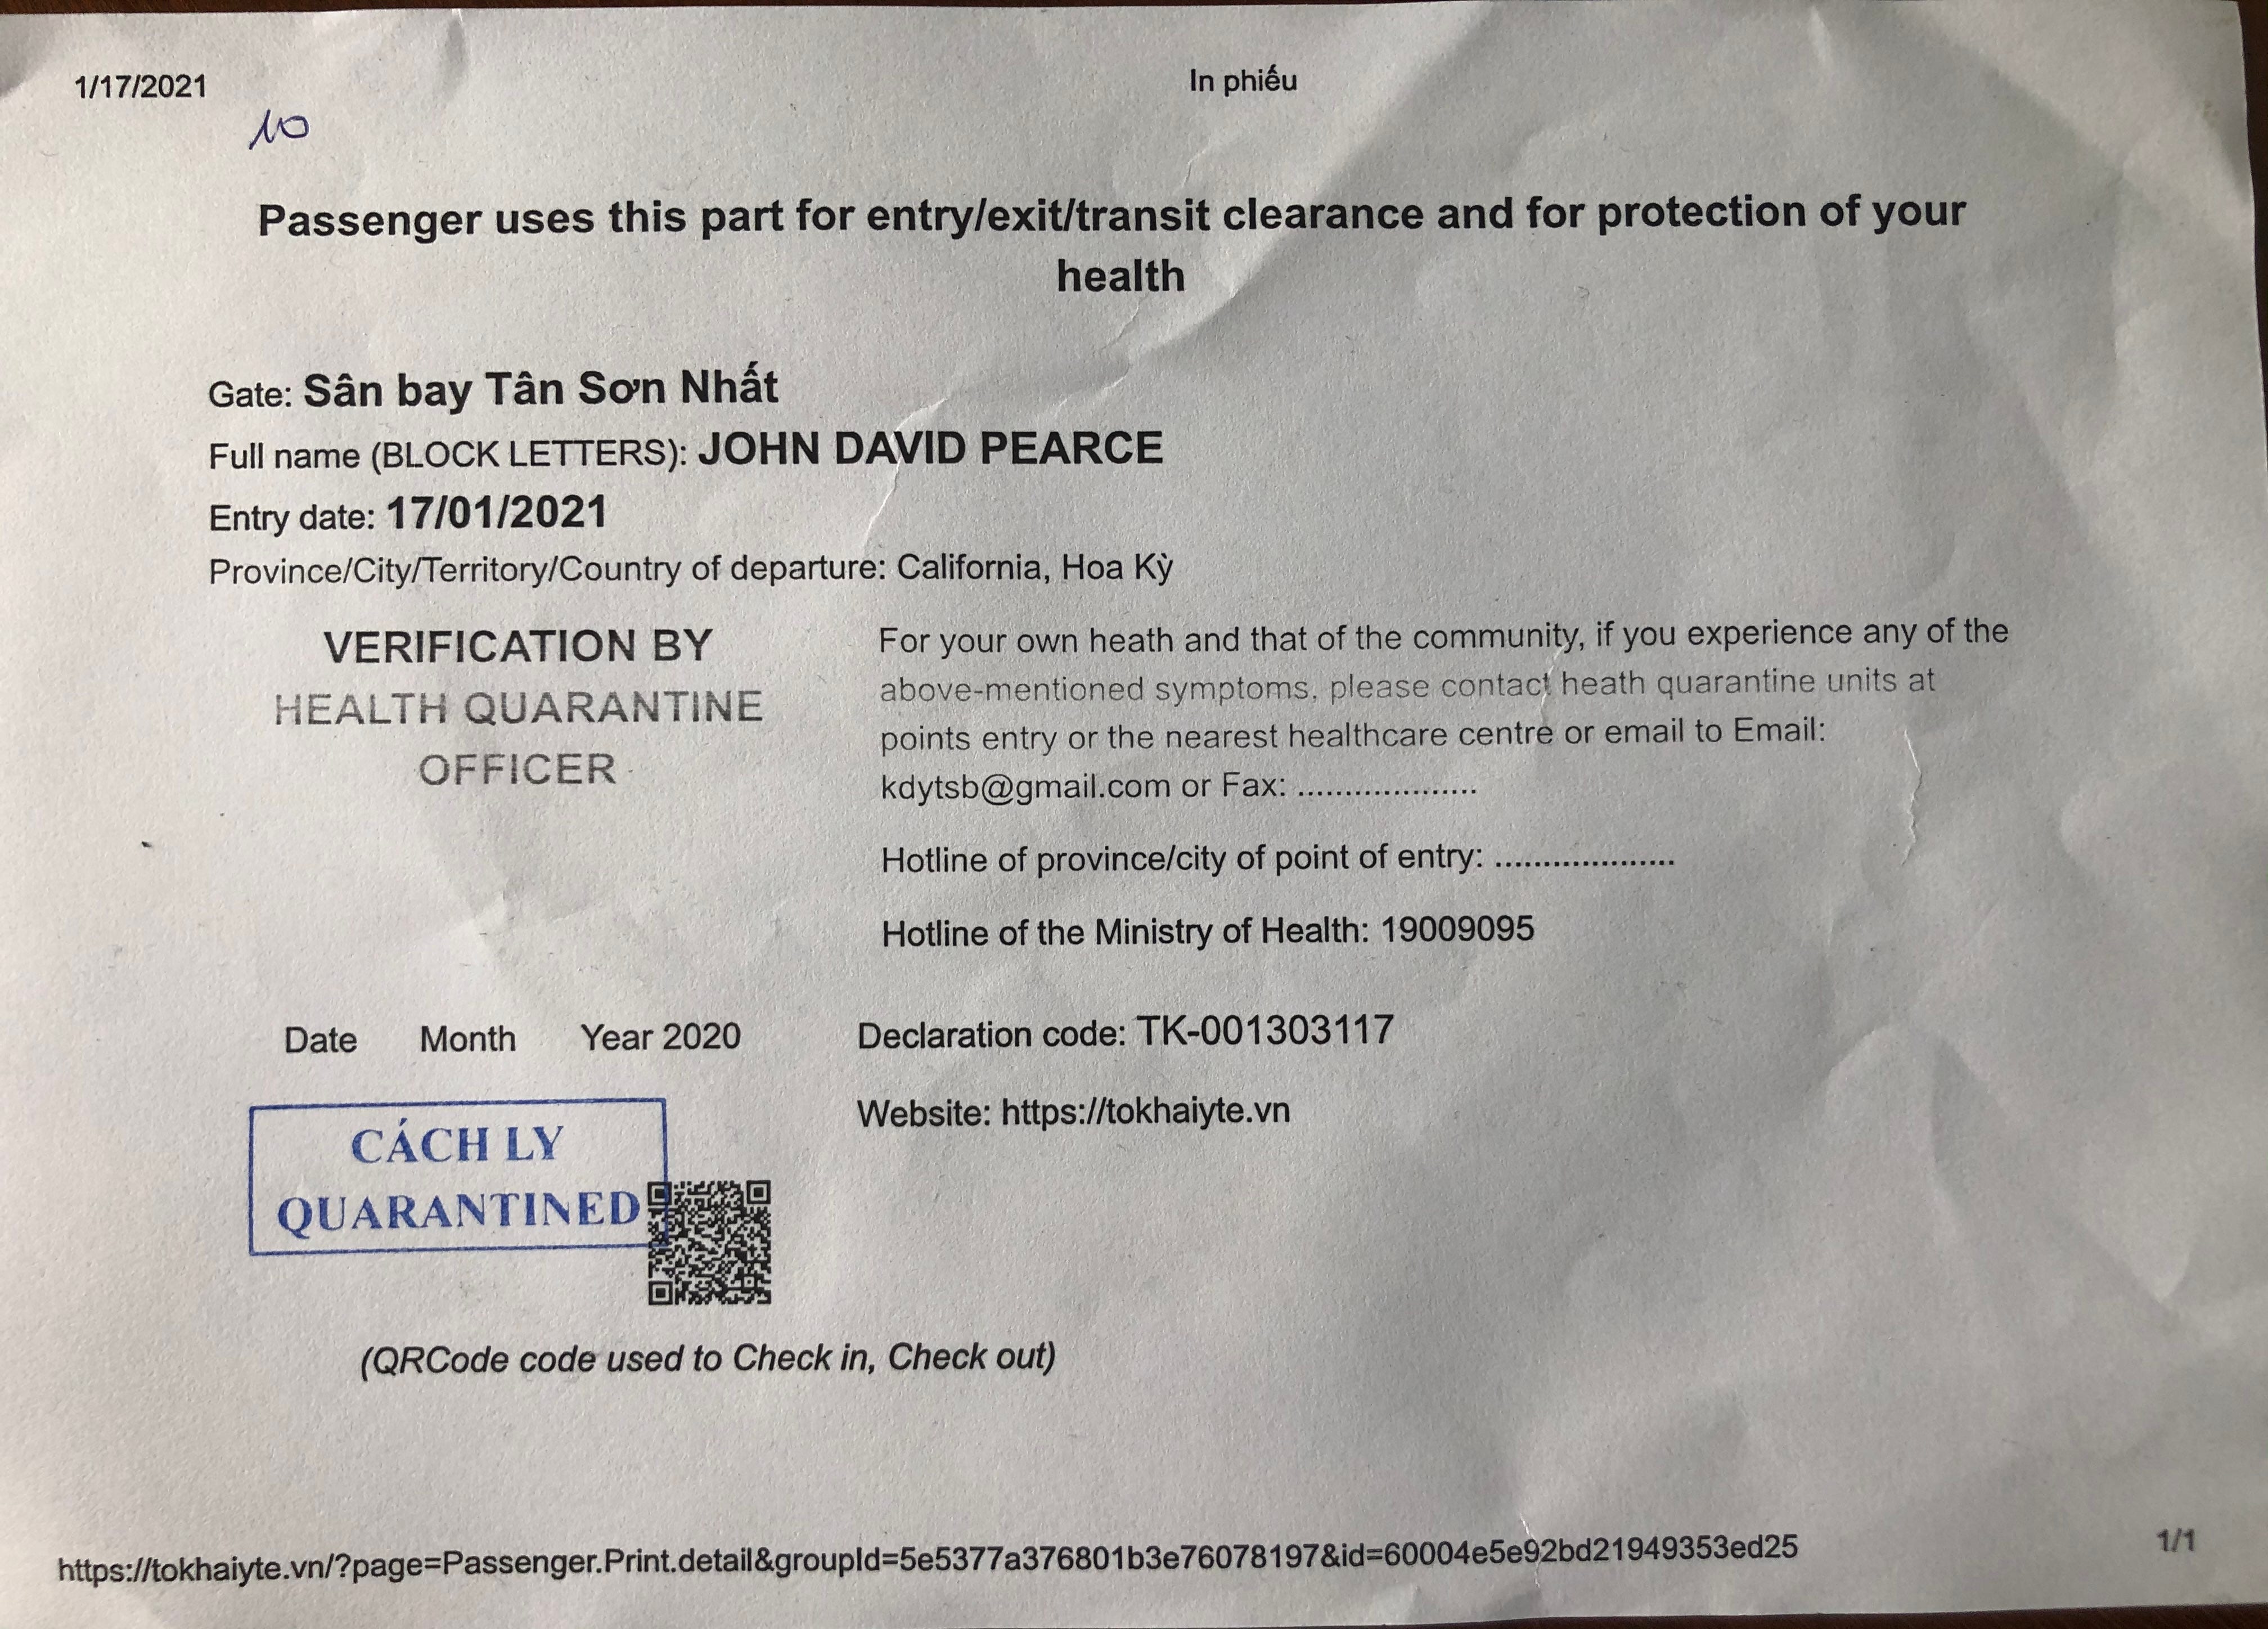 1/17/2021
In phiếu
10
Passenger uses this part for entry/exit/transit clearance and for protection of your
health
Gate: Sân bay Tân Sơn Nhất
Full name (BLOCK LETTERS): JOHN DAVID PEARCE
Entry date: 17/01/2021
Province/City/Territory/Country of departure: California, Hoa Kỳ
VERIFICATION BY
HEALTH QUARANTINE
OFFICER
For your own heath and that of the community, if you experience any of the
above-mentioned symptoms, please contact heath quarantine units at
points entry or the nearest healthcare centre or email to Email:
kdytsb@gmail.com or Fax: ...................
Hotline of province/city of point of entry: ...................
Hotline of the Ministry of Health: 19009095
Date Month Year 2020
Declaration code: TK-001303117
Website: https://tokhaiyte.vn
CÁCH LY
QUARANTINED
(QRCode code used to Check in, Check out)
https://tokhaiyte.vn/?page=Passenger.Print.detail&groupId=5e5377a376801b3e76078197&id=60004e5e92bd21949353ed25
1/1